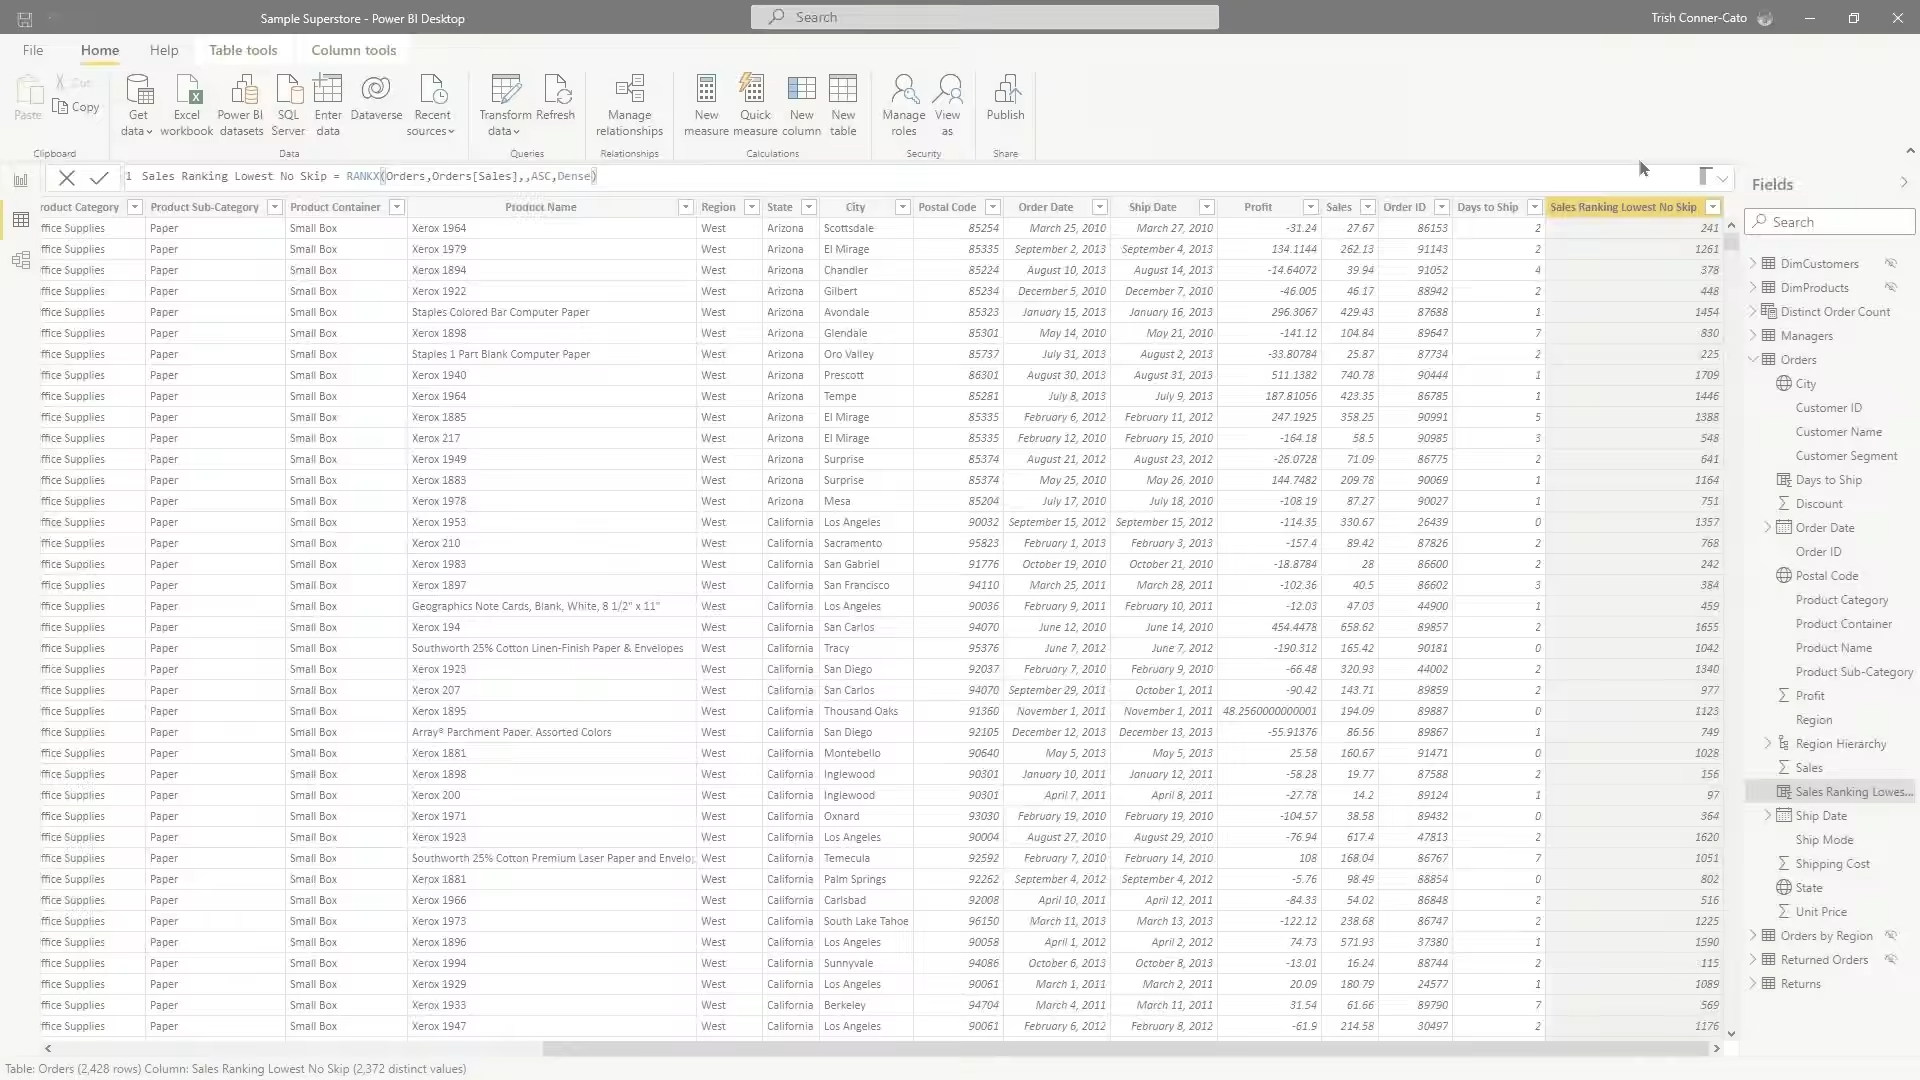 Sample Superstore - Power BI Desktop
Search
Trish Conner-Cato
File Home Help Table tools Column tools
Paste
Cut
Copy
Get data
Excel workbook
Power BI datasets
SQL Server
Enter data
Dataverse
Recent sources
Transform data
Refresh
Manage relationships
New measure
Quick measure
New column
New table
Manage roles
View as
Publish
Clipboard Data Queries Relationships Calculations Security Share
1 Sales Ranking Lowest No Skip = RANKX(Orders,Orders[Sales],,ASC,Dense)
roduct Category Product Sub-Category Product Container Product Name Region State City Postal Code Order Date Ship Date Profit Sales Order ID Days to Ship Sales Ranking Lowest No Skip
ffice Supplies Paper Small Box Xerox 1964 West Arizona Scottsdale 85254 March 25, 2010 March 27, 2010 -31.24 27.67 86153 2 241
ffice Supplies Paper Small Box Xerox 1979 West Arizona El Mirage 85335 September 2, 2013 September 4, 2013 134.1144 262.13 91143 2 1261
ffice Supplies Paper Small Box Xerox 1894 West Arizona Chandler 85224 August 10, 2013 August 14, 2013 -14.64072 39.94 91052 4 378
ffice Supplies Paper Small Box Xerox 1922 West Arizona Gilbert 85234 December 5, 2010 December 7, 2010 -46.005 46.17 88942 2 448
ffice Supplies Paper Small Box Staples Colored Bar Computer Paper West Arizona Avondale 85323 January 15, 2013 January 16, 2013 296.3067 429.43 87688 1 1454
ffice Supplies Paper Small Box Xerox 1898 West Arizona Glendale 85301 May 14, 2010 May 21, 2010 -141.12 104.84 89647 7 830
ffice Supplies Paper Small Box Staples 1 Part Blank Computer Paper West Arizona Oro Valley 85737 July 31, 2013 August 2, 2013 -33.80784 25.87 87734 2 225
ffice Supplies Paper Small Box Xerox 1940 West Arizona Prescott 86301 August 30, 2013 August 31, 2013 511.1382 740.78 90444 1 1709
ffice Supplies Paper Small Box Xerox 1964 West Arizona Tempe 85281 July 8, 2013 July 9, 2013 187.81056 423.35 86785 1 1446
ffice Supplies Paper Small Box Xerox 1885 West Arizona El Mirage 85335 February 6, 2012 February 11, 2012 247.1925 358.25 90991 5 1388
ffice Supplies Paper Small Box Xerox 217 West Arizona El Mirage 85335 February 12, 2010 February 15, 2010 -164.18 58.5 90985 3 548
ffice Supplies Paper Small Box Xerox 1949 West Arizona Surprise 85374 August 21, 2012 August 23, 2012 -26.0728 71.09 86775 2 641
ffice Supplies Paper Small Box Xerox 1883 West Arizona Surprise 85374 May 25, 2010 May 26, 2010 144.7482 209.78 90069 1 1164
ffice Supplies Paper Small Box Xerox 1978 West Arizona Mesa 85204 July 17, 2010 July 18, 2010 -108.19 87.27 90027 1 751
ffice Supplies Paper Small Box Xerox 1953 West California Los Angeles 90032 September 15, 2012 September 15, 2012 -114.35 330.67 26439 0 1357
ffice Supplies Paper Small Box Xerox 210 West California Sacramento 95823 February 1, 2013 February 3, 2013 -157.4 89.42 87826 2 768
ffice Supplies Paper Small Box Xerox 1983 West California San Gabriel 91776 October 19, 2010 October 21, 2010 -18.8784 28 86600 2 242
ffice Supplies Paper Small Box Xerox 1897 West California San Francisco 94110 March 25, 2011 March 28, 2011 -102.36 40.5 86602 3 384
ffice Supplies Paper Small Box Geographics Note Cards, Blank, White, 8 1/2" x 11" West California Los Angeles 90036 February 9, 2011 February 10, 2011 -12.03 47.03 44900 1 459
ffice Supplies Paper Small Box Xerox 194 West California San Carlos 94070 June 12, 2010 June 14, 2010 454.4478 658.62 89857 2 1655
ffice Supplies Paper Small Box Southworth 25% Cotton Linen-Finish Paper & Envelopes West California Tracy 95376 June 7, 2012 June 7, 2012 -190.312 165.42 90181 0 1042
ffice Supplies Paper Small Box Xerox 1923 West California San Diego 92037 February 7, 2010 February 9, 2010 -66.48 320.93 44002 2 1340
ffice Supplies Paper Small Box Xerox 207 West California San Carlos 94070 September 29, 2011 October 1, 2011 -90.42 143.71 89859 2 977
ffice Supplies Paper Small Box Xerox 1895 West California Thousand Oaks 91360 November 1, 2011 November 1, 2011 48.2560000000001 194.09 89887 0 1123
ffice Supplies Paper Small Box Array® Parchment Paper, Assorted Colors West California San Diego 92105 December 12, 2013 December 13, 2013 -55.91376 86.56 89867 1 749
ffice Supplies Paper Small Box Xerox 1881 West California Montebello 90640 May 5, 2013 May 5, 2013 25.58 160.67 91471 0 1028
ffice Supplies Paper Small Box Xerox 1898 West California Inglewood 90301 January 10, 2011 January 12, 2011 -58.28 19.77 87588 2 156
ffice Supplies Paper Small Box Xerox 200 West California Inglewood 90301 April 7, 2011 April 8, 2011 -27.78 14.2 89124 1 97
ffice Supplies Paper Small Box Xerox 1971 West California Oxnard 93030 February 19, 2010 February 19, 2010 -104.57 38.58 89432 0 364
ffice Supplies Paper Small Box Xerox 1923 West California Los Angeles 90004 August 27, 2010 August 29, 2010 -76.94 617.4 47813 2 1620
ffice Supplies Paper Small Box Southworth 25% Cotton Premium Laser Paper and Envelo West California Temecula 92592 February 7, 2010 February 14, 2010 108 168.04 86767 7 1051
ffice Supplies Paper Small Box Xerox 1881 West California Palm Springs 92262 September 4, 2012 September 4, 2012 -5.76 98.49 88854 0 802
ffice Supplies Paper Small Box Xerox 1966 West California Carlsbad 92008 April 10, 2011 April 12, 2011 -84.33 54.02 86848 2 516
ffice Supplies Paper Small Box Xerox 1973 West California South Lake Tahoe 96150 March 11, 2013 March 13, 2013 -122.12 238.68 86747 2 1225
ffice Supplies Paper Small Box Xerox 1896 West California Los Angeles 90058 April 1, 2012 April 2, 2012 74.73 571.93 37380 1 1590
ffice Supplies Paper Small Box Xerox 1994 West California Sunnyvale 94086 October 6, 2013 October 8, 2013 -13.01 16.24 88744 2 115
ffice Supplies Paper Small Box Xerox 1929 West California Los Angeles 90061 March 1, 2011 March 2, 2011 20.09 180.79 24577 1 1089
ffice Supplies Paper Small Box Xerox 1933 West California Berkeley 94704 March 4, 2011 March 11, 2011 31.54 61.66 89790 7 569
ffice Supplies Paper Small Box Xerox 1947 West California Los Angeles 90061 February 6, 2012 February 8, 2012 -61.9 214.58 30497 2 1176
Table: Orders (2,428 rows) Column: Sales Ranking Lowest No Skip (2,372 distinct values)
Fields
Search
DimCustomers
DimProducts
Distinct Order Count
Managers
Orders
City
Customer ID
Customer Name
Customer Segment
Days to Ship
Discount
Order Date
Order ID
Postal Code
Product Category
Product Container
Product Name
Product Sub-Category
Profit
Region
Region Hierarchy
Sales
Sales Ranking Lowes...
Ship Date
Ship Mode
Shipping Cost
State
Unit Price
Orders by Region
Returned Orders
Returns